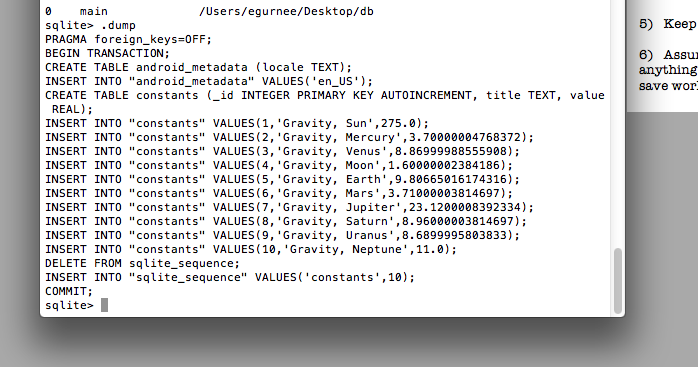 0    main             /Users/egurnee/Desktop/db
sqlite> .dump
PRAGMA foreign_keys=OFF;
BEGIN TRANSACTION;
CREATE TABLE android_metadata (locale TEXT);
INSERT INTO "android_metadata" VALUES('en_US');
CREATE TABLE constants (_id INTEGER PRIMARY KEY AUTOINCREMENT, title TEXT, value
 REAL);
INSERT INTO "constants" VALUES(1,'Gravity, Sun',275.0);
INSERT INTO "constants" VALUES(2,'Gravity, Mercury',3.70000004768372);
INSERT INTO "constants" VALUES(3,'Gravity, Venus',8.86999988555908);
INSERT INTO "constants" VALUES(4,'Gravity, Moon',1.60000002384186);
INSERT INTO "constants" VALUES(5,'Gravity, Earth',9.80665016174316);
INSERT INTO "constants" VALUES(6,'Gravity, Mars',3.71000003814697);
INSERT INTO "constants" VALUES(7,'Gravity, Jupiter',23.1200008392334);
INSERT INTO "constants" VALUES(8,'Gravity, Saturn',8.96000003814697);
INSERT INTO "constants" VALUES(9,'Gravity, Uranus',8.6899995803833);
INSERT INTO "constants" VALUES(10,'Gravity, Neptune',11.0);
DELETE FROM sqlite_sequence;
INSERT INTO "sqlite_sequence" VALUES('constants',10);
COMMIT;
sqlite>
5) Keep
6) Assu
anything
save wor